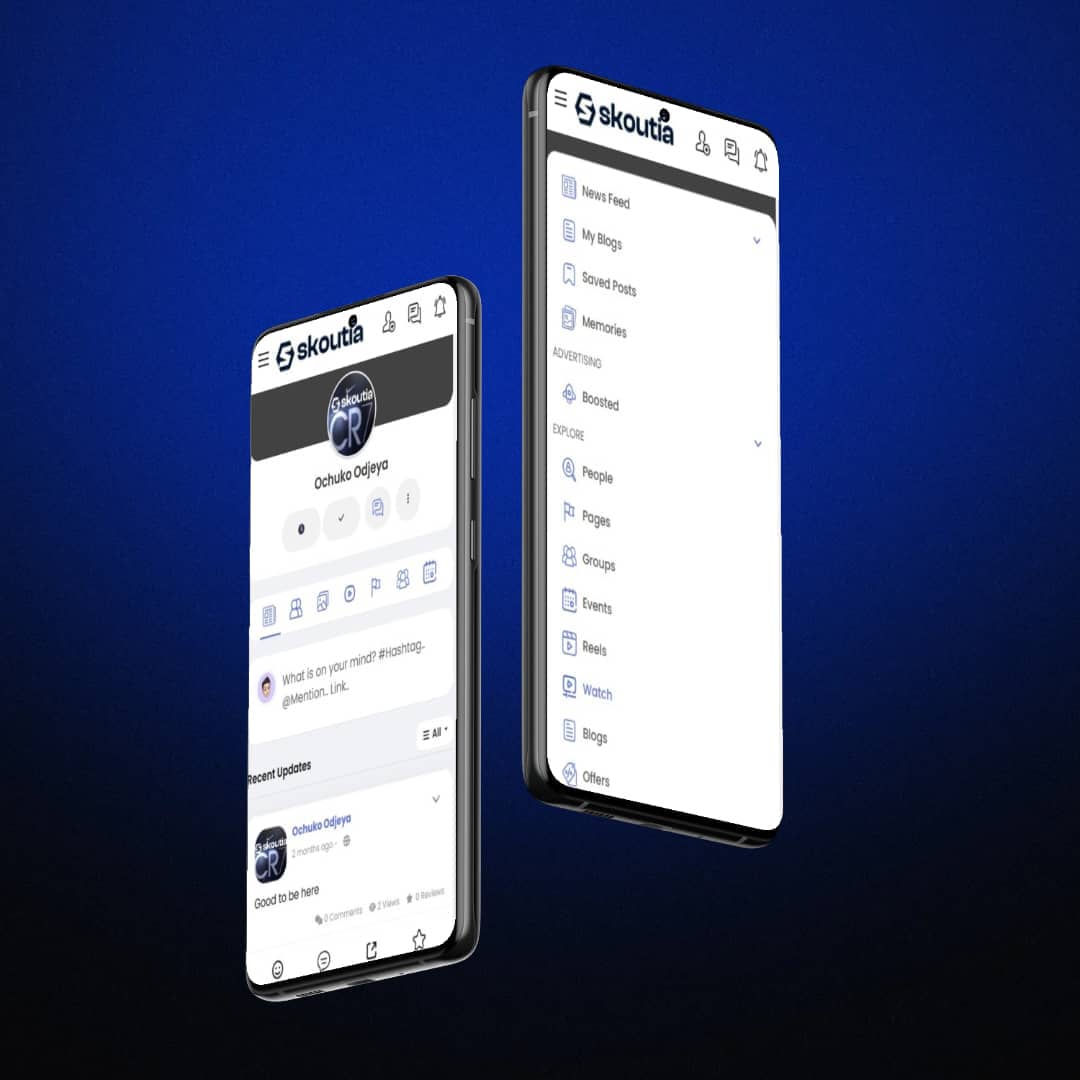 skoutia
skoutia
CR7
Ochuko Odjeya
What is on your mind? #Hashtag..
@Mention.. Link..
All
Recent Updates
skoutia
CR7
Ochuko Odjeya
2 months ago -
Good to be here
0 Comments 2 Views 0 Reviews
skoutia
News Feed
My Blogs
Saved Posts
Memories
ADVERTISING
Boosted
EXPLORE
People
Pages
Groups
Events
Reels
Watch
Blogs
Offers